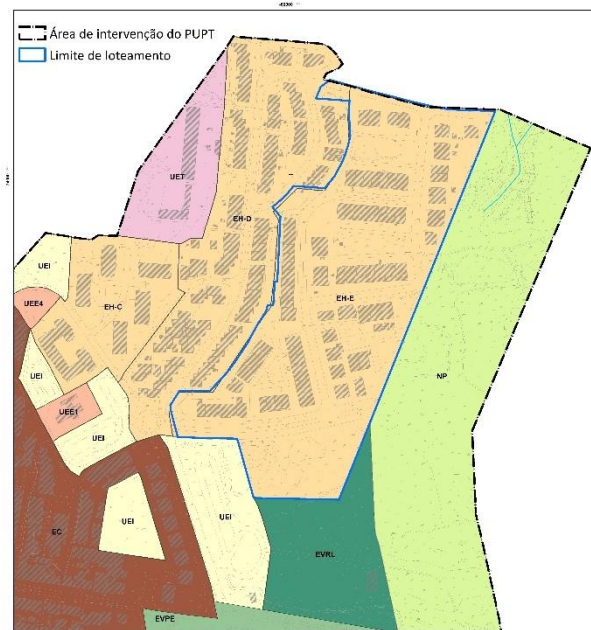 Área de intervenção do PUPT
Limite de loteamento
UET
EH-D
UEI
EH-C
UEE4
EH-E
UEI
NP
UEE1
UEI
UEI
UEI
EC
EVRL
EVPE